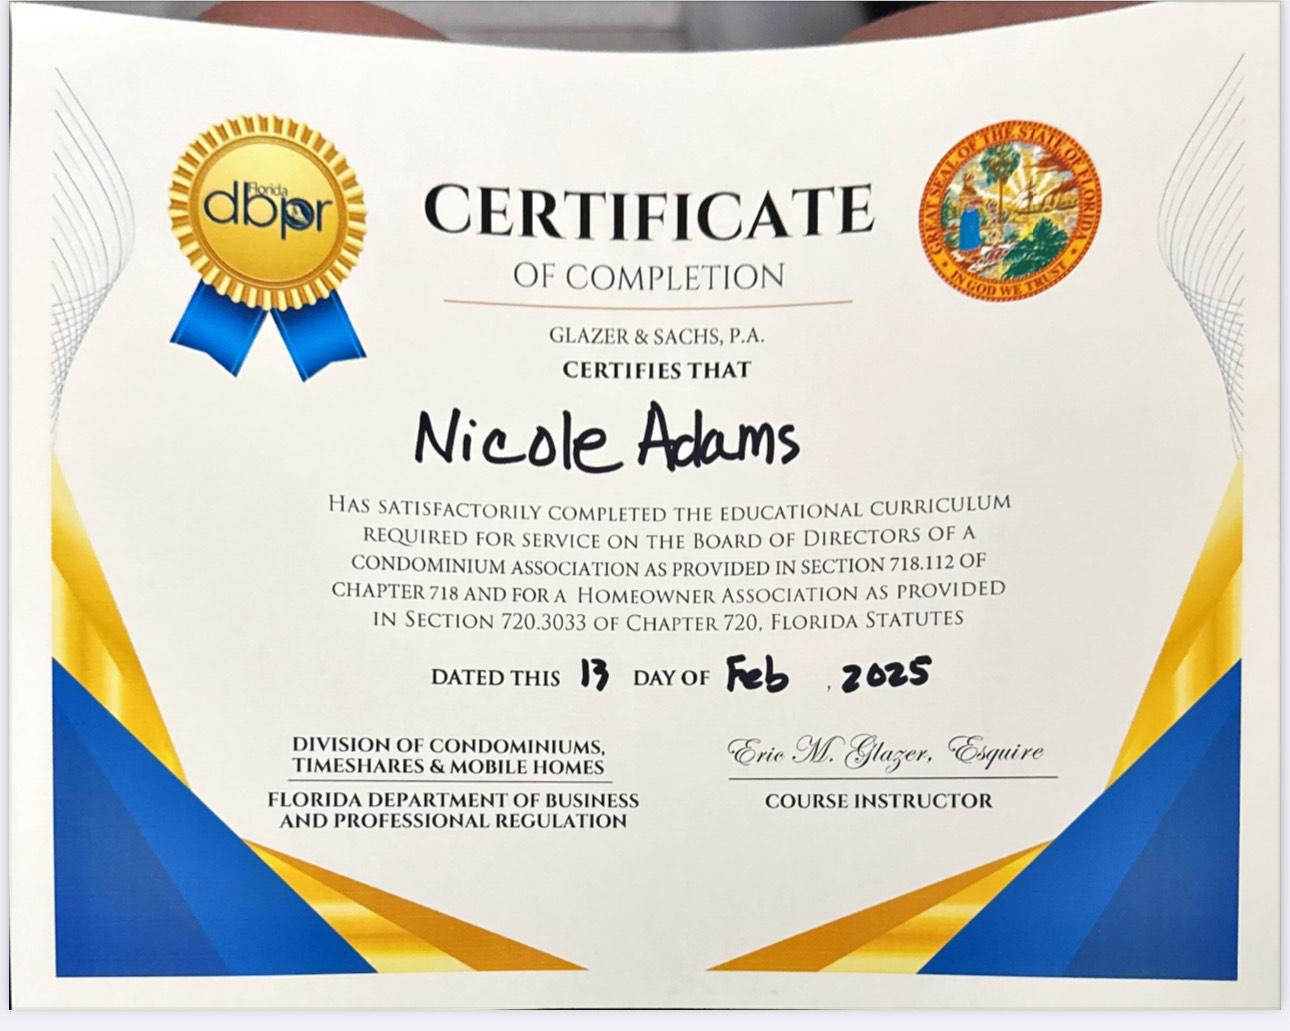 Florida
dbpr
GREAT SEAL OF THE STATE OF FLORIDA
IN GOD WE TRUST
CERTIFICATE
OF COMPLETION
GLAZER & SACHS, P.A.
CERTIFIES THAT
Nicole Adams
HAS SATISFACTORILY COMPLETED THE EDUCATIONAL CURRICULUM
REQUIRED FOR SERVICE ON THE BOARD OF DIRECTORS OF A
CONDOMINIUM ASSOCIATION AS PROVIDED IN SECTION 718.112 OF
CHAPTER 718 AND FOR A HOMEOWNER ASSOCIATION AS PROVIDED
IN SECTION 720.3033 OF CHAPTER 720, FLORIDA STATUTES
DATED THIS 13 DAY OF Feb , 2025
DIVISION OF CONDOMINIUMS,
TIMESHARES & MOBILE HOMES
FLORIDA DEPARTMENT OF BUSINESS
AND PROFESSIONAL REGULATION
Eric M. Glazer, Esquire
COURSE INSTRUCTOR